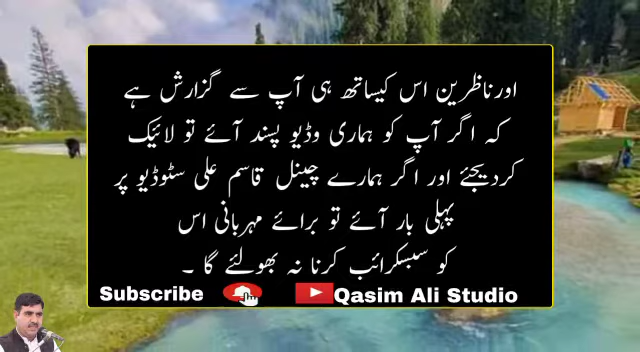 اورناظرین اس کیساتھ ہی آپ سے گزارش ہے
کہ اگر آپ کو ہماری وڈیو پسند آئے تو لائیک
کردیجئے اور اگر ہمارے چینل قاسم علی سٹوڈیو پر
پہلی بار آئے تو برائے مہربانی اس
کو سبسکرائب کرنا نہ بھولئے گا ۔
Subscribe Qasim Ali Studio